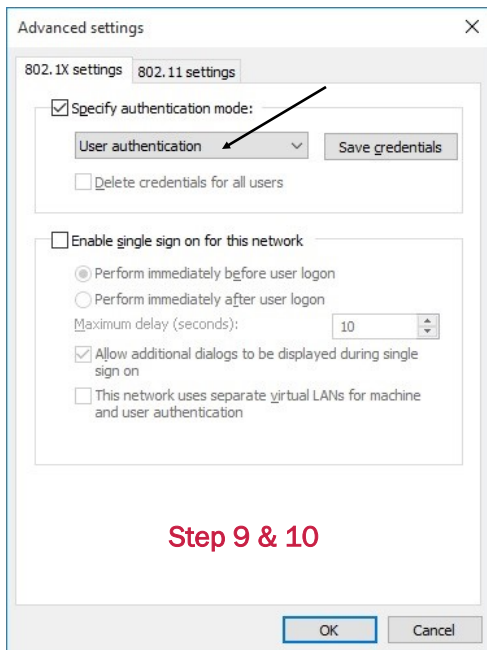 Advanced settings
802.1X settings 802.11 settings
Specify authentication mode:
User authentication Save credentials
Delete credentials for all users
Enable single sign on for this network
Perform immediately before user logon
Perform immediately after user logon
Maximum delay (seconds): 10
Allow additional dialogs to be displayed during single
sign on
This network uses separate virtual LANs for machine
and user authentication
Step 9 & 10
OK Cancel